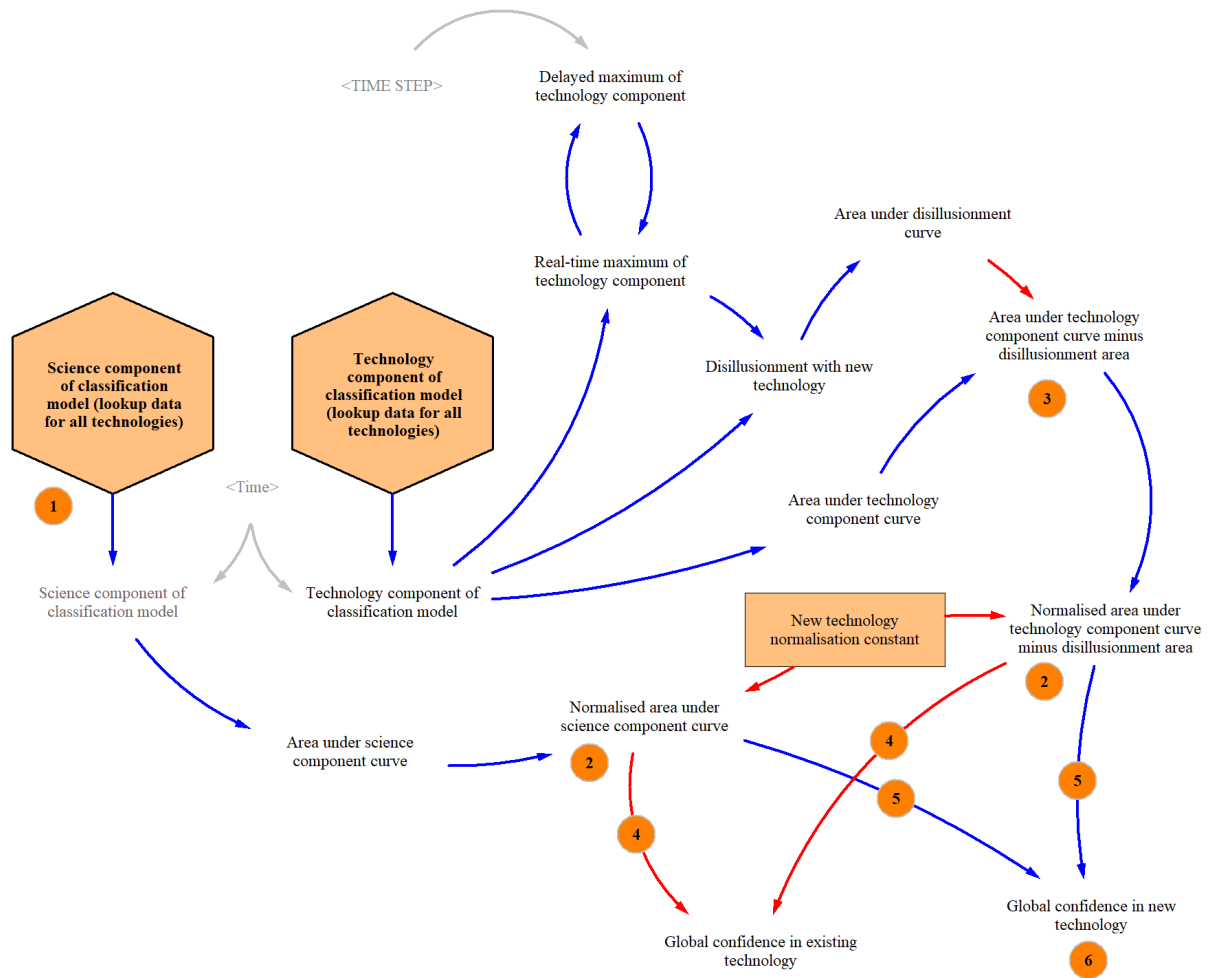 <TIME STEP>
Delayed maximum of
technology component
Area under disillusionment
curve
Real-time maximum of
technology component
Area under technology
component curve minus
disillusionment area
3
Science component
of classification
model (lookup data
for all technologies)
1
Technology
component of
classification model
(lookup data for all
technologies)
Disillusionment with new
technology
<Time>
Area under technology
component curve
Science component of
classification model
Technology component of
classification model
New technology
normalisation constant
Normalised area under
technology component curve
minus disillusionment area
2
Normalised area under
science component curve
2
Area under science
component curve
4
5
5
4
Global confidence in existing
technology
Global confidence in new
technology
6